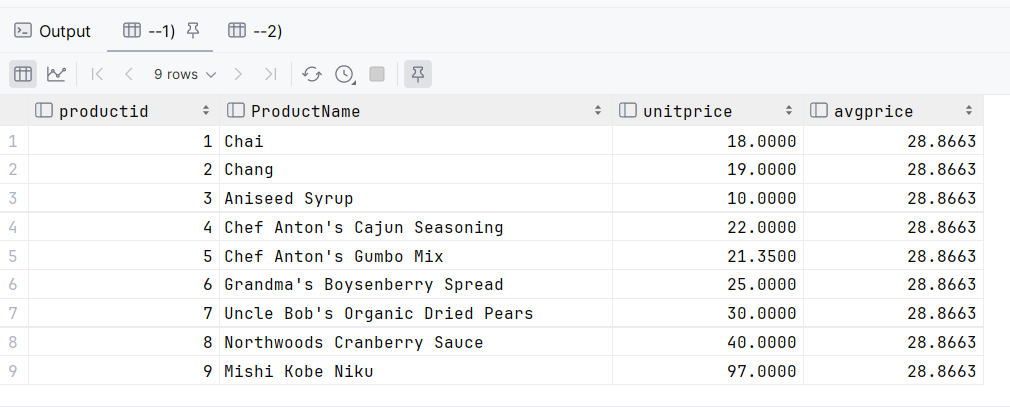 Output --1) --2)
9 rows
productid ProductName unitprice avgprice
1 1 Chai 18.0000 28.8663
2 2 Chang 19.0000 28.8663
3 3 Aniseed Syrup 10.0000 28.8663
4 4 Chef Anton's Cajun Seasoning 22.0000 28.8663
5 5 Chef Anton's Gumbo Mix 21.3500 28.8663
6 6 Grandma's Boysenberry Spread 25.0000 28.8663
7 7 Uncle Bob's Organic Dried Pears 30.0000 28.8663
8 8 Northwoods Cranberry Sauce 40.0000 28.8663
9 9 Mishi Kobe Niku 97.0000 28.8663